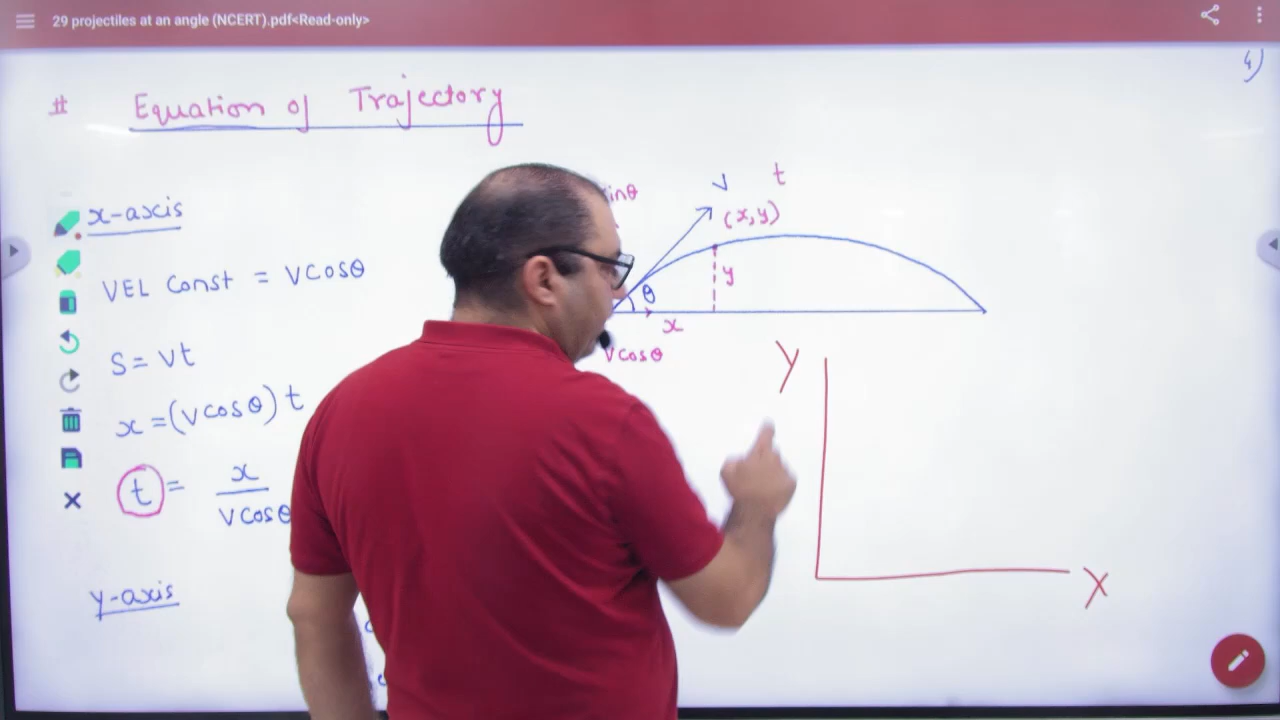 29 projectiles at an angle (NCERT).pdf<Read-only>
4)
# Equation of Trajectory
x-axis
VEL Const = VCosθ
S = Vt
x = (VCosθ) t
t = x / VCosθ
y-axis
inθ
V
t
(x,y)
y
θ
x
VCosθ
Y
X